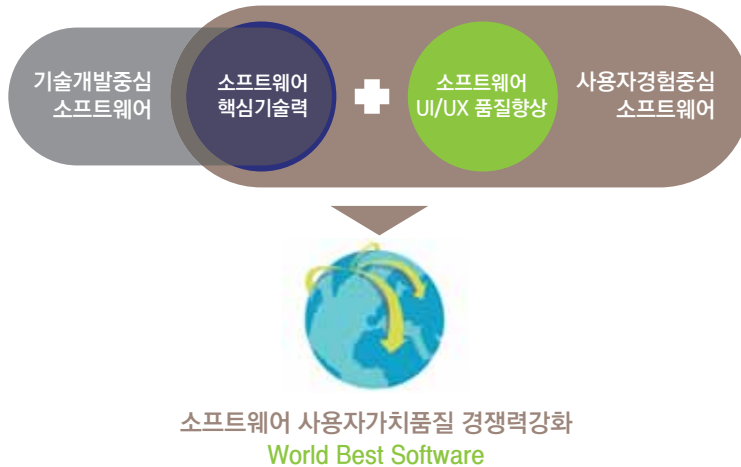 기술개발중심
소프트웨어
소프트웨어
핵심기술력
소프트웨어
UI/UX 품질향상
사용자경험중심
소프트웨어
소프트웨어 사용자가치품질 경쟁력강화
World Best Software